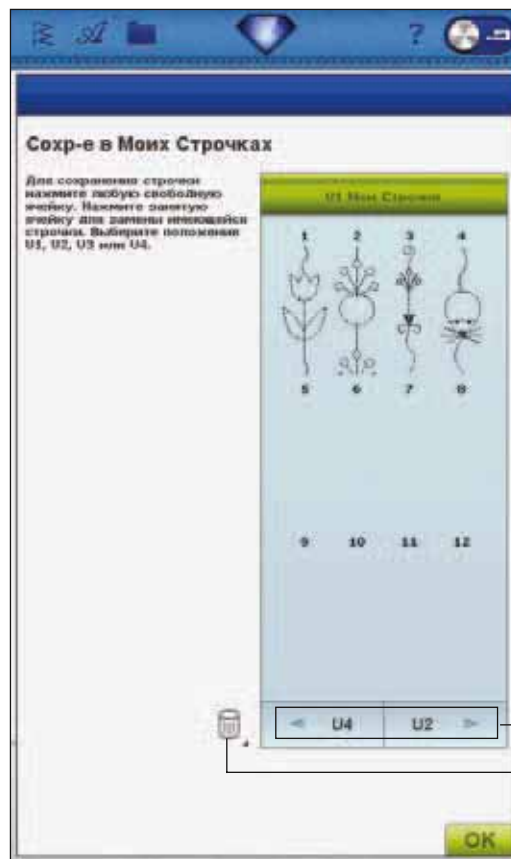 ?
Сохр-е в Моих Строчках
Для сохранения строчки
нажмите любую свободную
ячейку. Нажмите занятую
ячейку для замены имеющейся
строчки. Выбирите положения
U1, U2, U3 или U4.
U1 Мои Строчки
1 2 3 4
5 6 7 8
9 10 11 12
U4 U2
OK